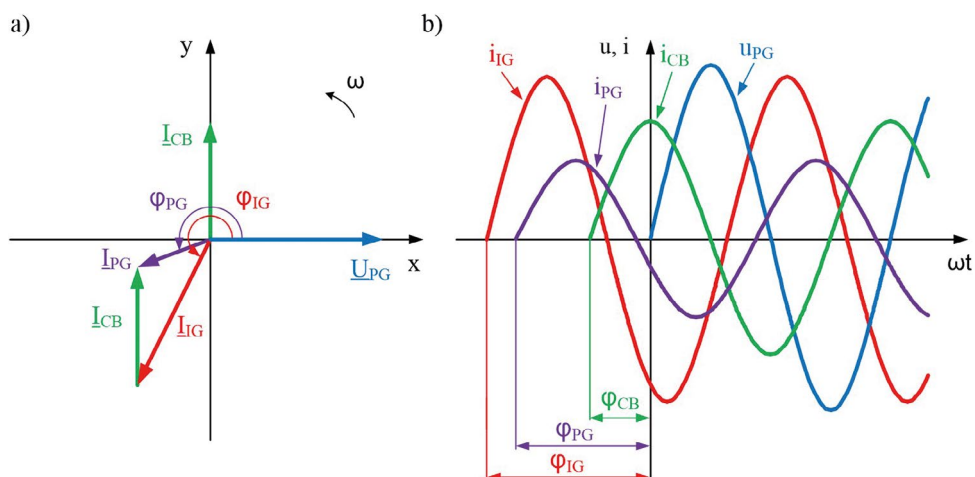 a)
y
ω
I_CB
φ_PG
φ_IG
I_PG
x
U_PG
I_CB
I_IG
b)
u, i
i_IG
i_CB
u_PG
i_PG
ωt
φ_CB
φ_PG
φ_IG